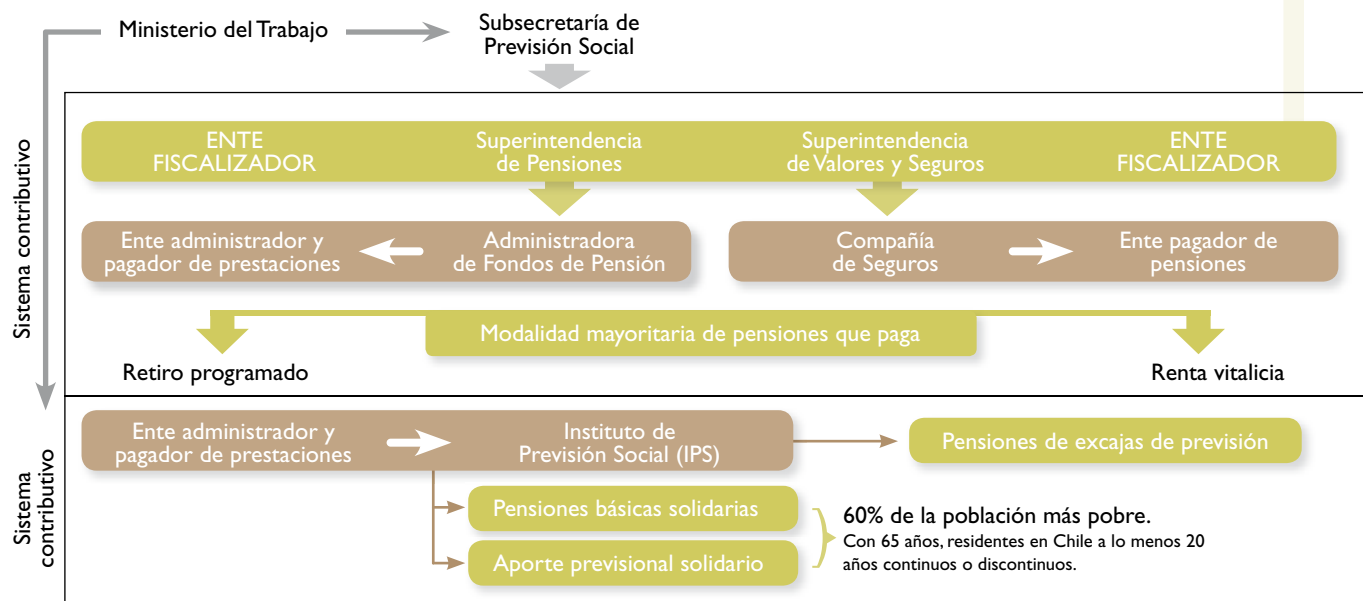 Ministerio del Trabajo
Subsecretaría de
Previsión Social
Sistema contributivo
ENTE
FISCALIZADOR
Superintendencia
de Pensiones
Superintendencia
de Valores y Seguros
ENTE
FISCALIZADOR
Ente administrador y
pagador de prestaciones
Administradora
de Fondos de Pensión
Compañía
de Seguros
Ente pagador de
pensiones
Modalidad mayoritaria de pensiones que paga
Retiro programado
Renta vitalicia
Sistema
contributivo
Ente administrador y
pagador de prestaciones
Instituto de
Previsión Social (IPS)
Pensiones de excajas de previsión
Pensiones básicas solidarias
Aporte previsional solidario
60% de la población más pobre.
Con 65 años, residentes en Chile a lo menos 20
años continuos o discontinuos.